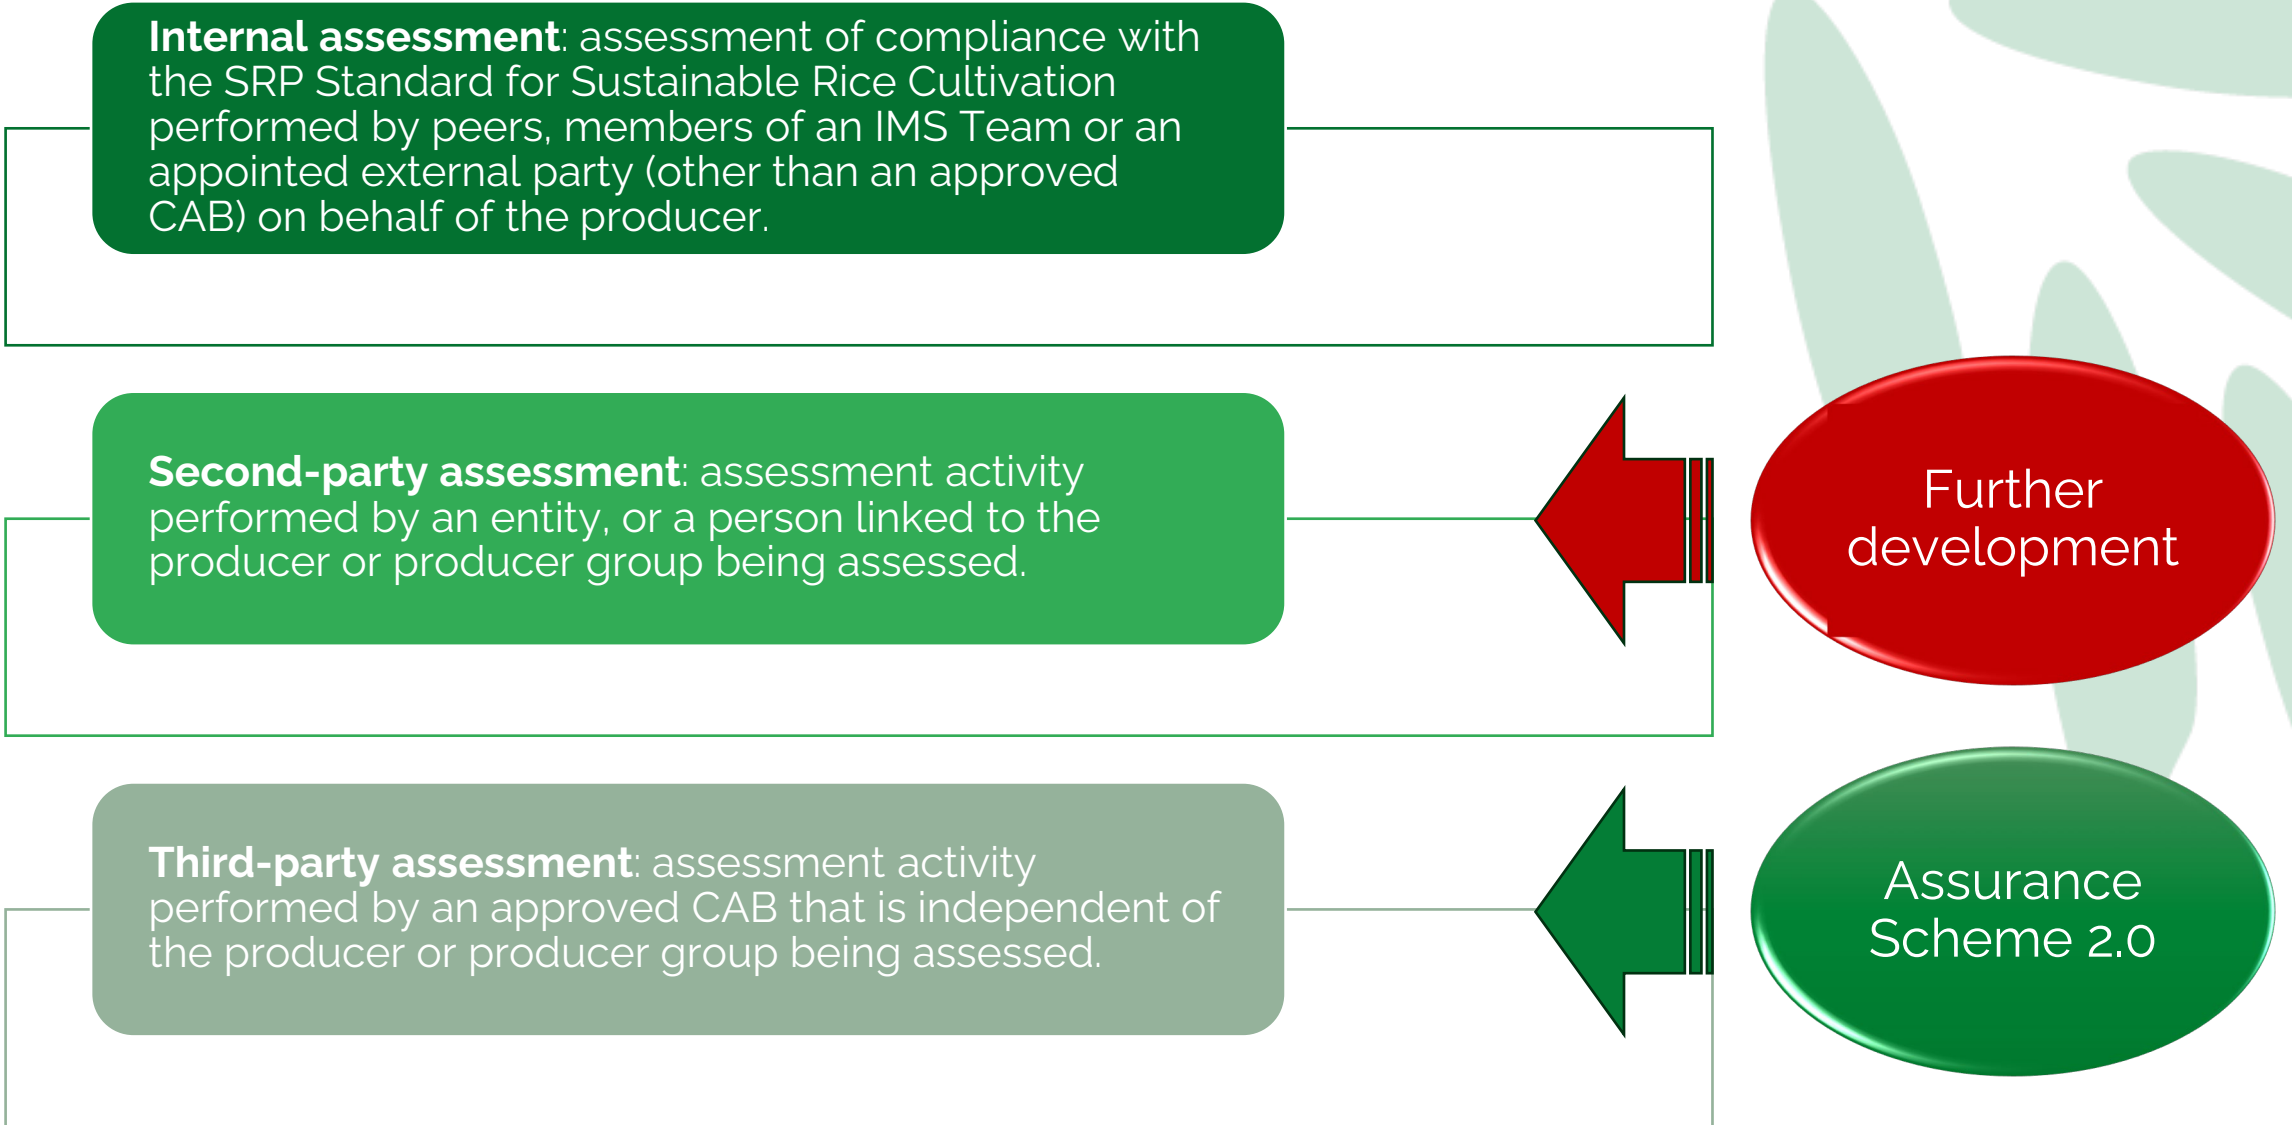 Internal assessment: assessment of compliance with
the SRP Standard for Sustainable Rice Cultivation
performed by peers, members of an IMS Team or an
appointed external party (other than an approved
CAB) on behalf of the producer.
Second-party assessment: assessment activity
performed by an entity, or a person linked to the
producer or producer group being assessed.
Further
development
Third-party assessment: assessment activity
performed by an approved CAB that is independent of
the producer or producer group being assessed.
Assurance
Scheme 2.0